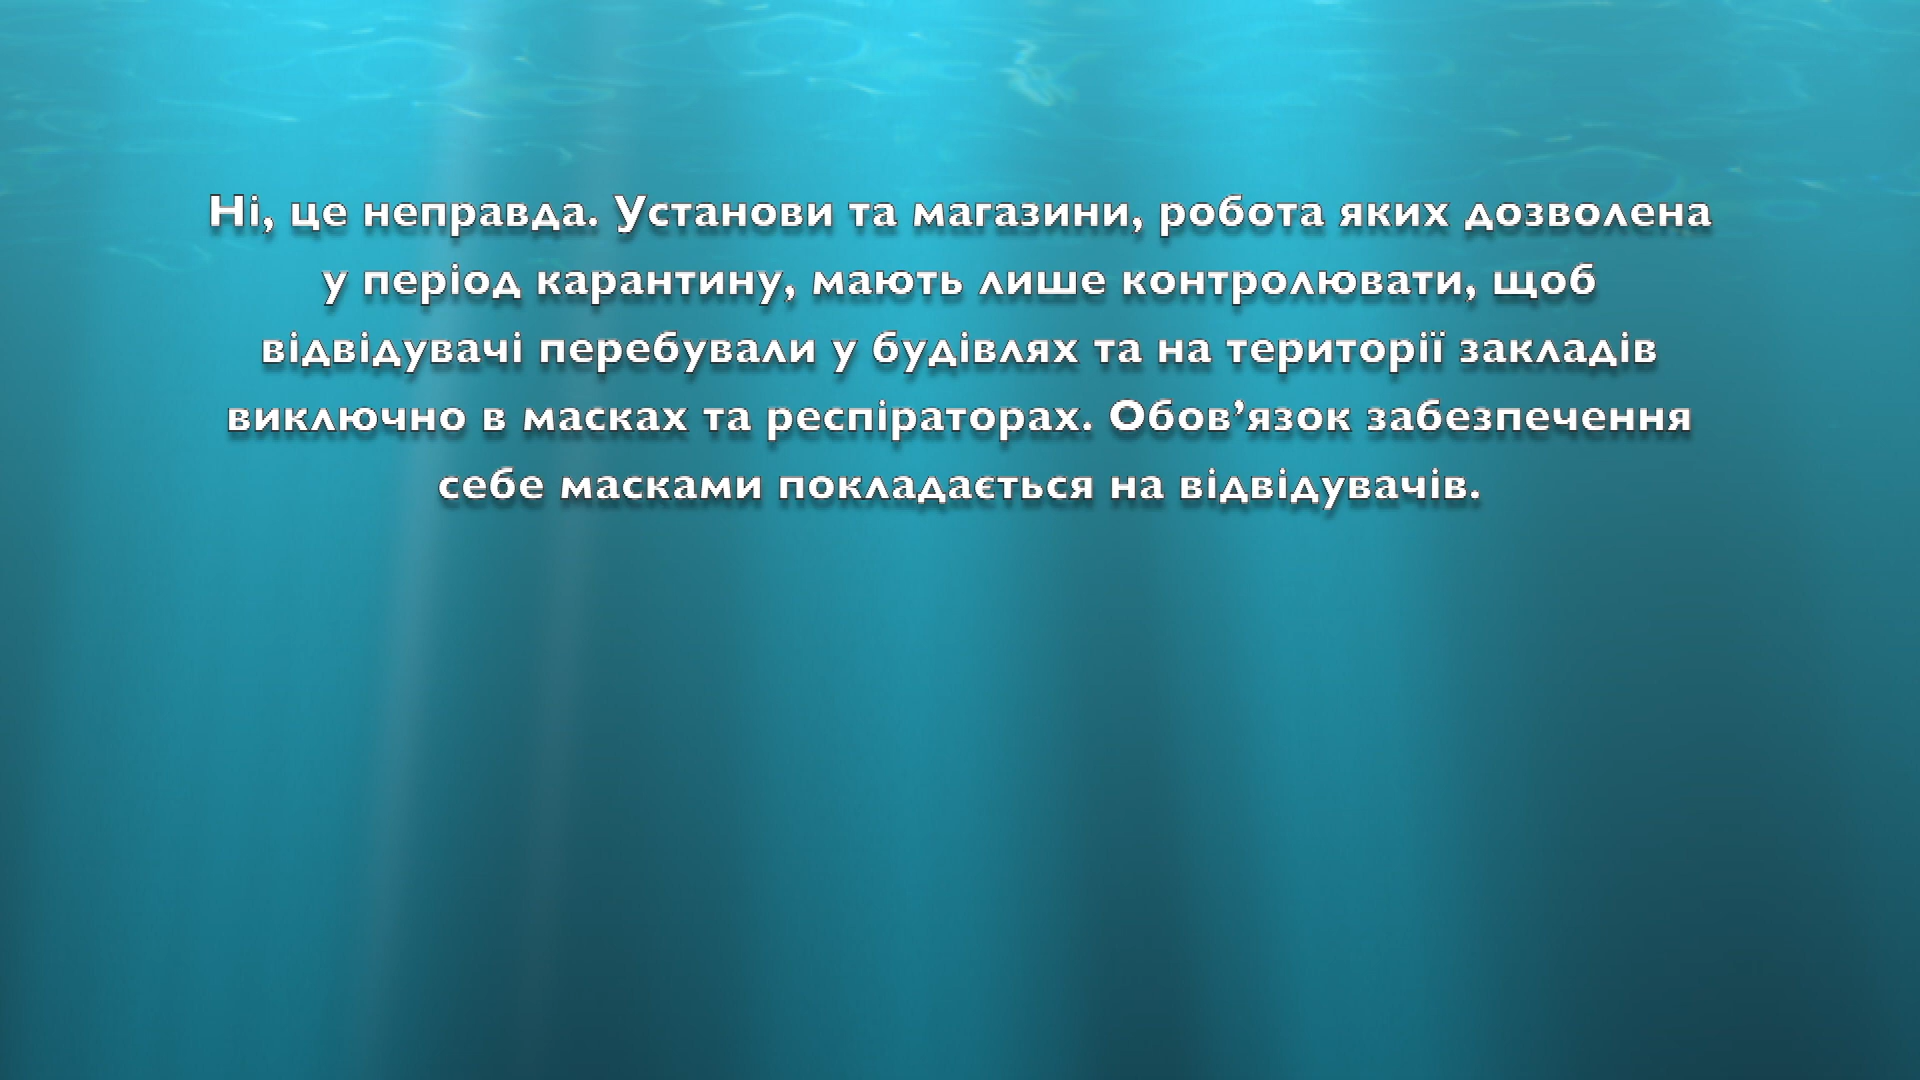 Ні, це неправда. Установи та магазини, робота яких дозволена
у період карантину, мають лише контролювати, щоб
відвідувачі перебували у будівлях та на території закладів
виключно в масках та респіраторах. Обов’язок забезпечення
себе масками покладається на відвідувачів.